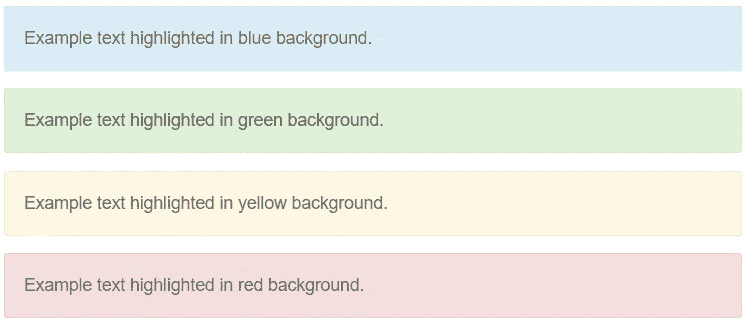 Example text highlighted in blue background.
Example text highlighted in green background.
Example text highlighted in yellow background.
Example text highlighted in red background.